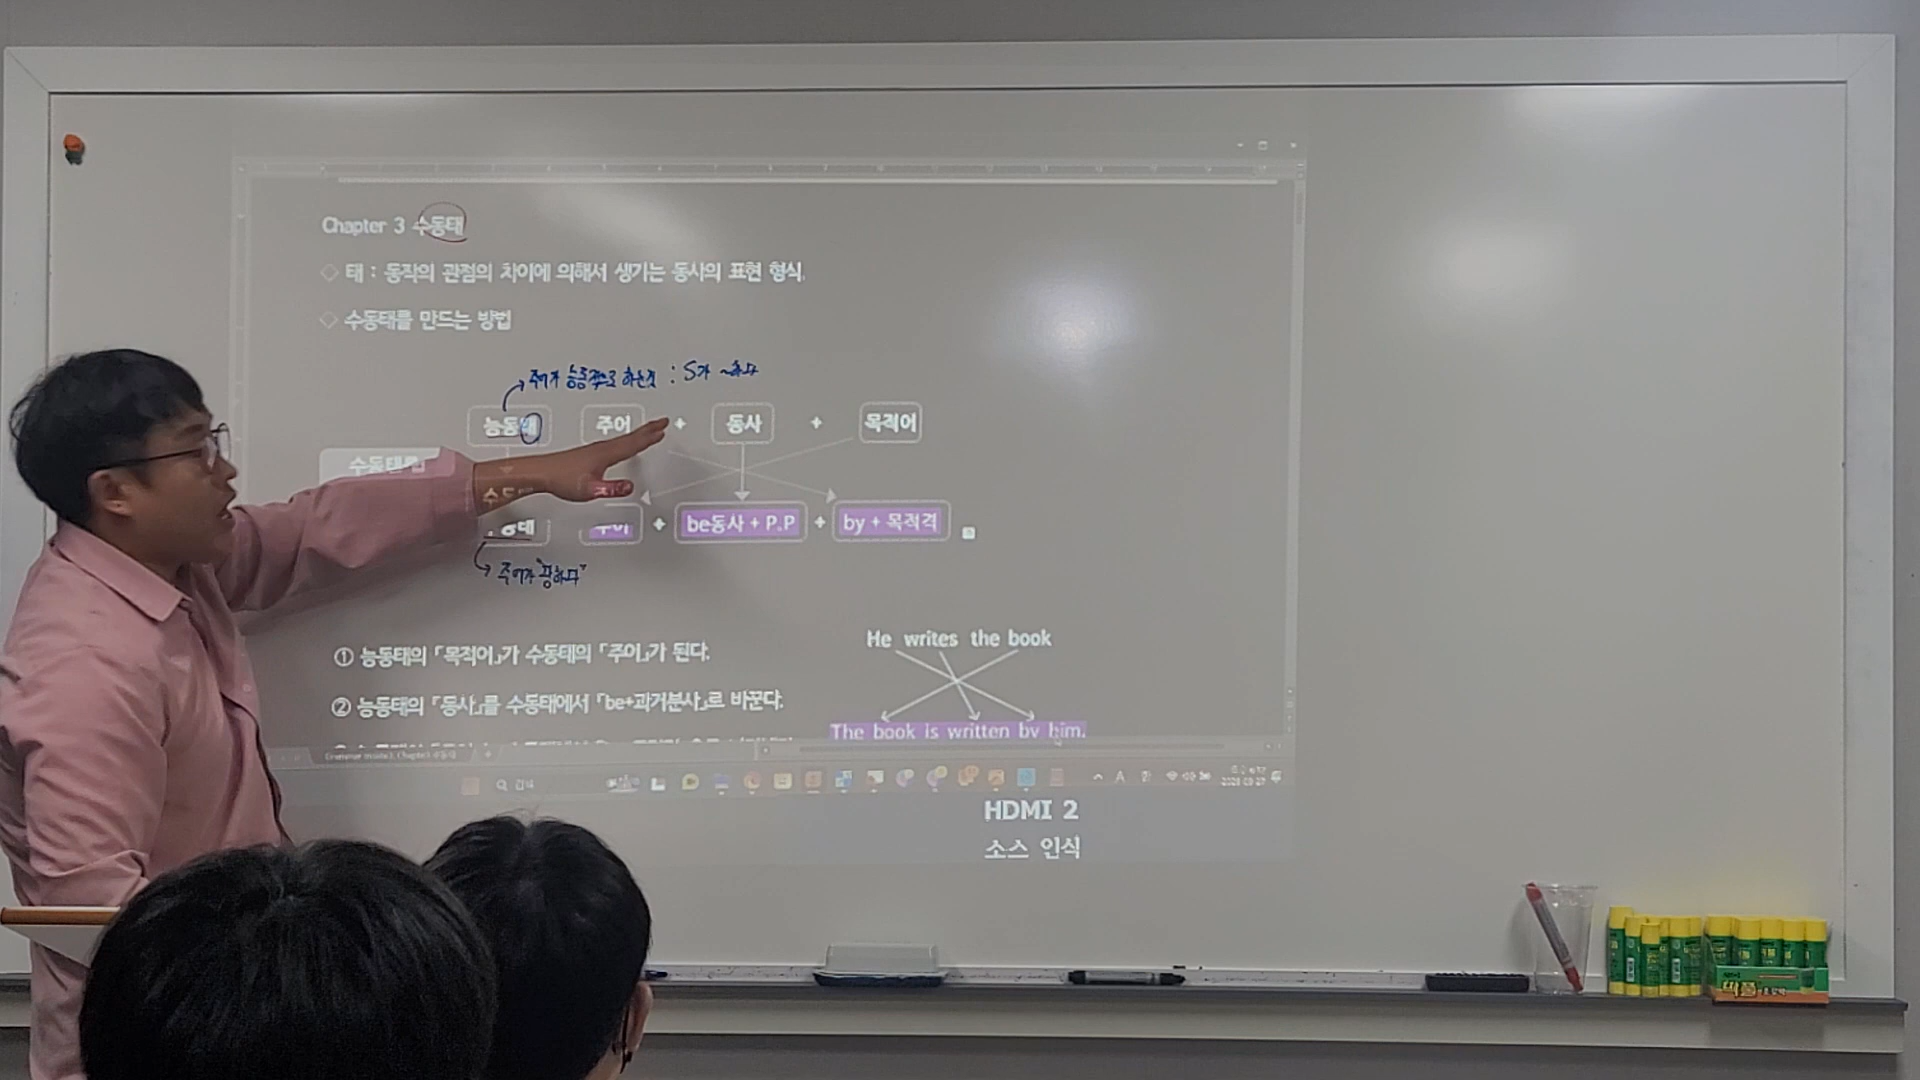 Chapter 3 수동태
◇ 태 : 동작의 관점의 차이에 의해서 생기는 동사의 표현 형식.
◇ 수동태를 만드는 방법
주어가 능동적으로 하는것 : S가 ~하다
능동태 주어 + 동사 + 목적어
주어 + be동사 + P.P + by + 목적격
주어가 "당하다"
① 능동태의 「목적어」가 수동태의 「주어」가 된다.
② 능동태의 「동사」를 수동태에서 「be+과거분사」로 바꾼다.
He writes the book
The book is written by him.
검색
HDMI 2
소스 인식
딱풀